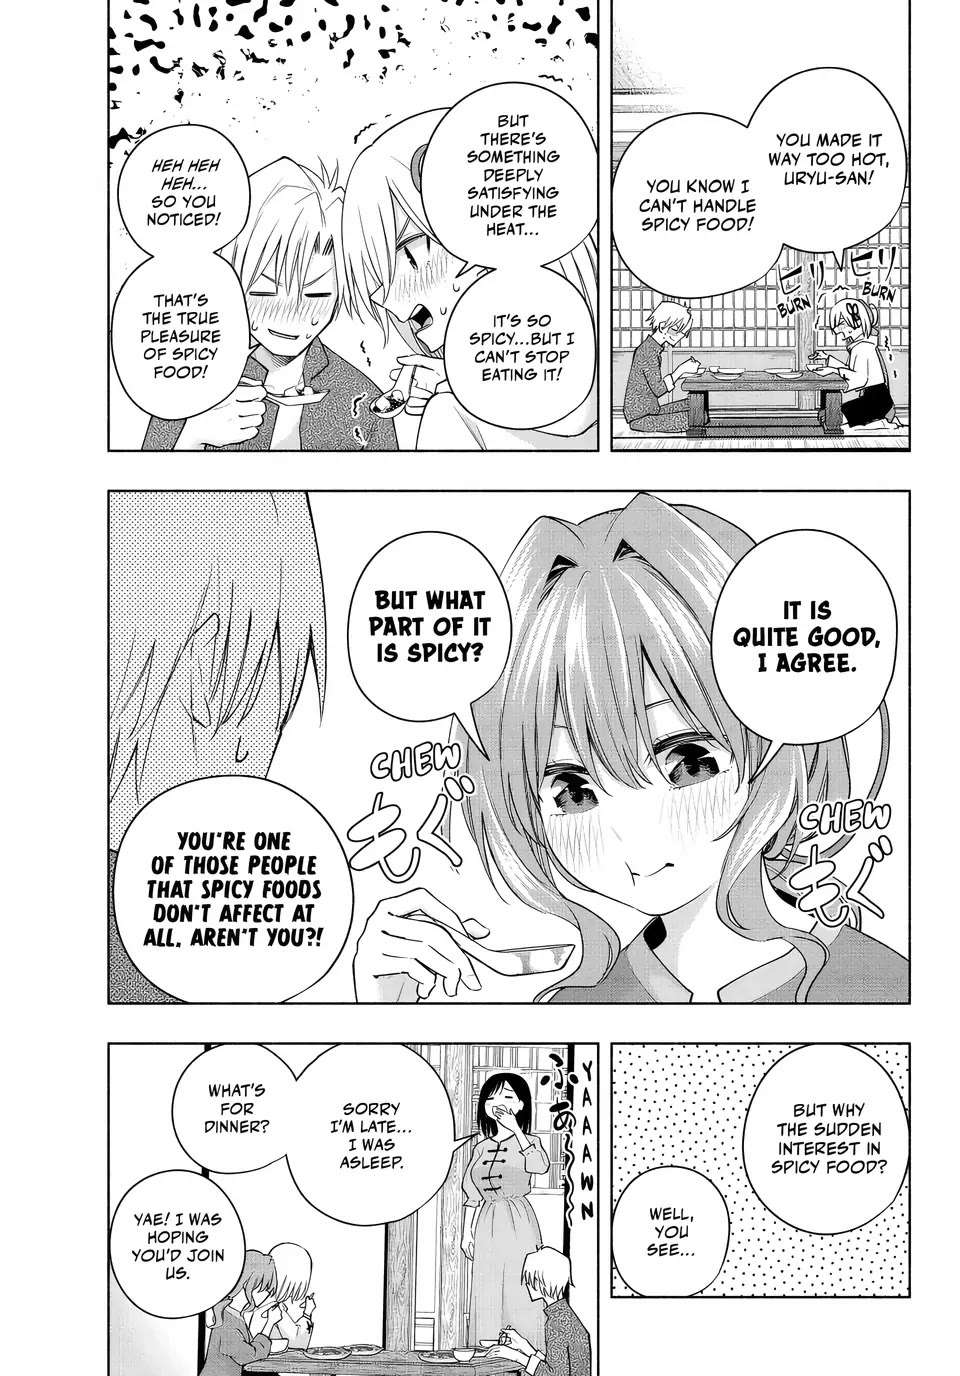 YOU MADE IT
WAY TOO HOT,
URYU-SAN!
YOU KNOW I
CAN'T HANDLE
SPICY FOOD!
ヒリ
BURN
ヒリ
BURN
BUT
THERE'S
SOMETHING
DEEPLY
SATISFYING
UNDER THE
HEAT...
IT'S SO
SPICY...BUT I
CAN'T STOP
EATING IT!
HEH HEH
HEH...
SO YOU
NOTICED!
THAT'S
THE TRUE
PLEASURE
OF SPICY
FOOD!
IT IS
QUITE GOOD,
I AGREE.
BUT WHAT
PART OF IT
IS SPICY?
CHEW
もぐ
CHEW
もぐ
YOU'RE ONE
OF THOSE PEOPLE
THAT SPICY FOODS
DON'T AFFECT AT
ALL, AREN'T YOU?!
BUT WHY
THE SUDDEN
INTEREST IN
SPICY FOOD?
WELL,
YOU
SEE...
YAAAAWN
ふあ〜〜
SORRY
I'M LATE...
I WAS
ASLEEP.
WHAT'S
FOR
DINNER?
YAE! I WAS
HOPING
YOU'D JOIN
US.